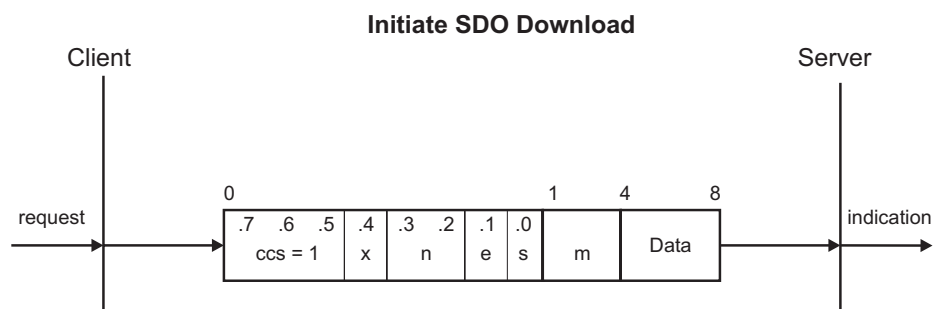 Initiate SDO Download
Client Server
0 1 4 8
request indication
.7 .6 .5 .4 .3 .2 .1 .0
ccs = 1 x n e s m Data